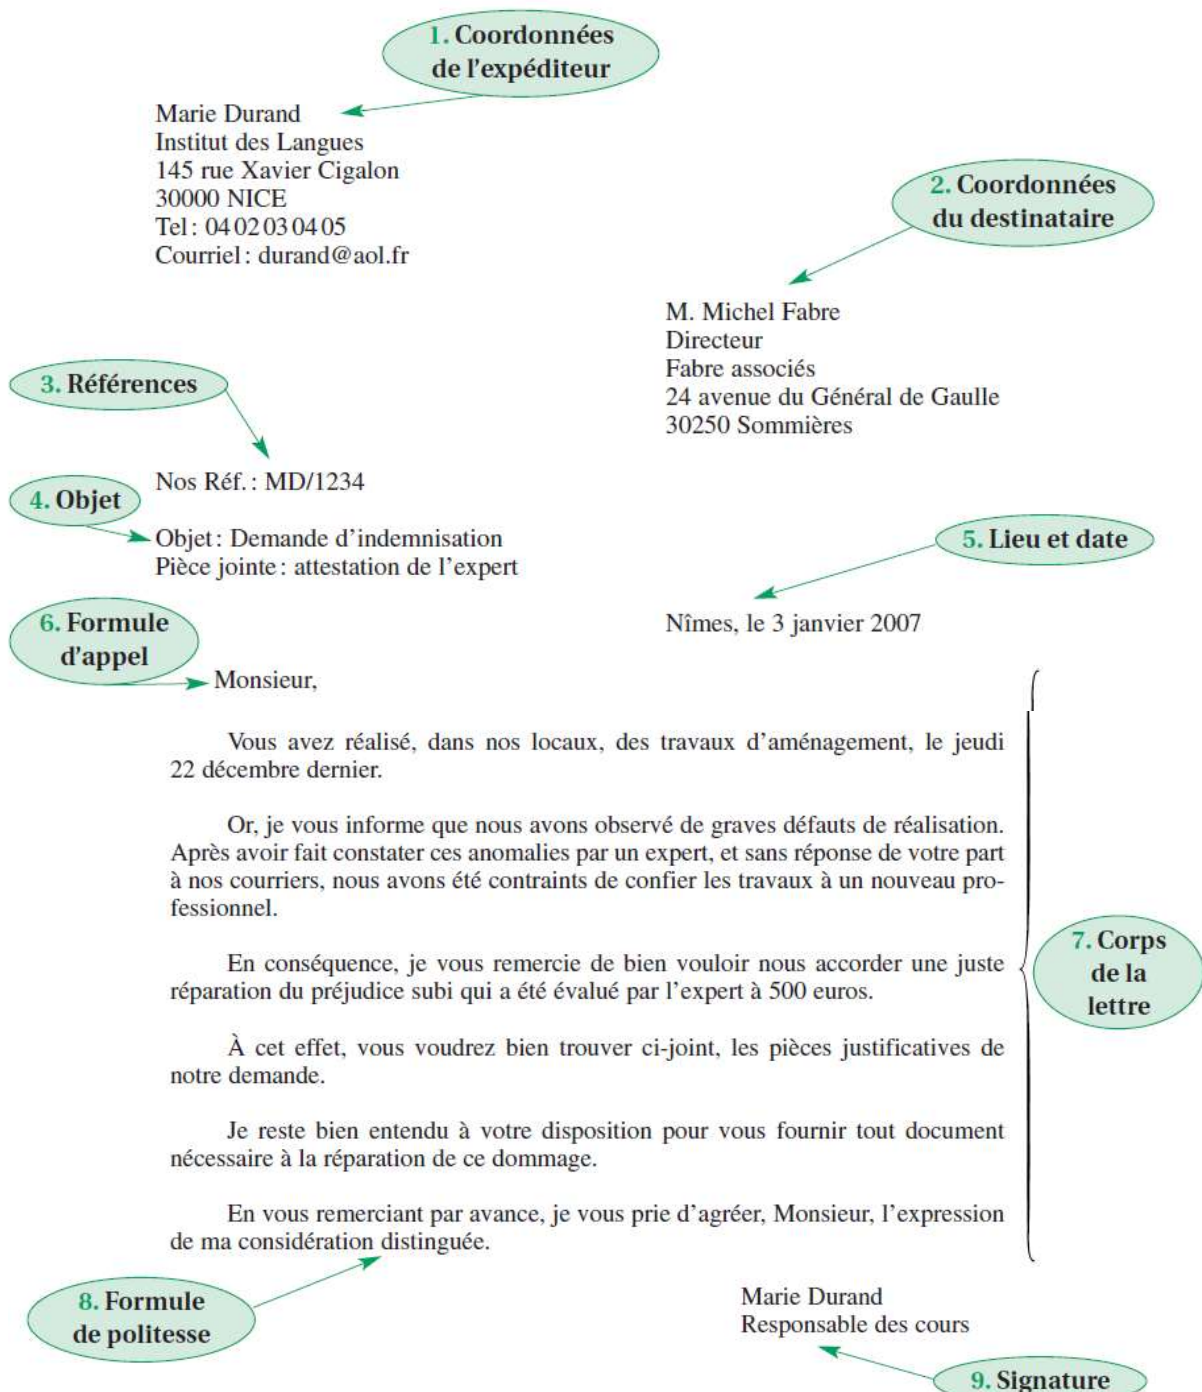 1. Coordonnées
de l'expéditeur
Marie Durand
Institut des Langues
145 rue Xavier Cigalon
30000 NICE
Tel : 04 02 03 04 05
Courriel : durand@aol.fr
2. Coordonnées
du destinataire
M. Michel Fabre
Directeur
Fabre associés
24 avenue du Général de Gaulle
30250 Sommières
3. Références
Nos Réf. : MD/1234
4. Objet
Objet : Demande d'indemnisation
Pièce jointe : attestation de l'expert
5. Lieu et date
Nîmes, le 3 janvier 2007
6. Formule
d'appel
Monsieur,
Vous avez réalisé, dans nos locaux, des travaux d'aménagement, le jeudi
22 décembre dernier.
Or, je vous informe que nous avons observé de graves défauts de réalisation.
Après avoir fait constater ces anomalies par un expert, et sans réponse de votre part
à nos courriers, nous avons été contraints de confier les travaux à un nouveau pro-
fessionnel.
En conséquence, je vous remercie de bien vouloir nous accorder une juste
réparation du préjudice subi qui a été évalué par l'expert à 500 euros.
À cet effet, vous voudrez bien trouver ci-joint, les pièces justificatives de
notre demande.
Je reste bien entendu à votre disposition pour vous fournir tout document
nécessaire à la réparation de ce dommage.
En vous remerciant par avance, je vous prie d'agréer, Monsieur, l'expression
de ma considération distinguée.
7. Corps
de la
lettre
8. Formule
de politesse
Marie Durand
Responsable des cours
9. Signature